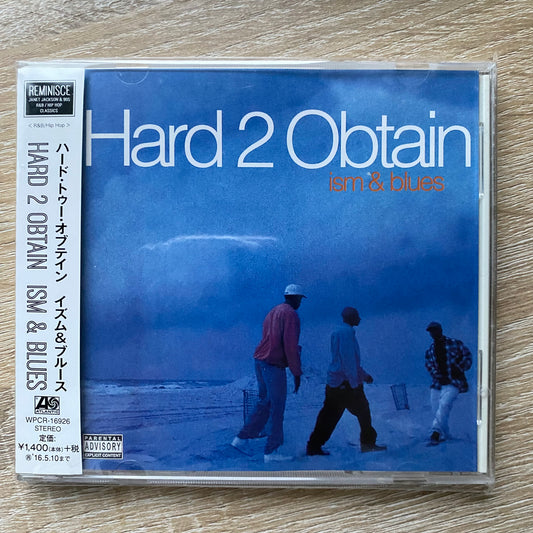 REMINISCE
JANET JACKSON & 90S
R&B / HIP HOP
CLASSICS
< R&B/Hip Hop >
ハード・トゥー・オブテイン イズム&ブルース
HARD 2 OBTAIN ISM & BLUES
ATLANTIC
WPCR-16926
STEREO
定価:
¥1,400(本体)+税
Ⓡ'16.5.10まで
Hard 2 Obtain
ism & blues
PARENTAL
ADVISORY
EXPLICIT CONTENT